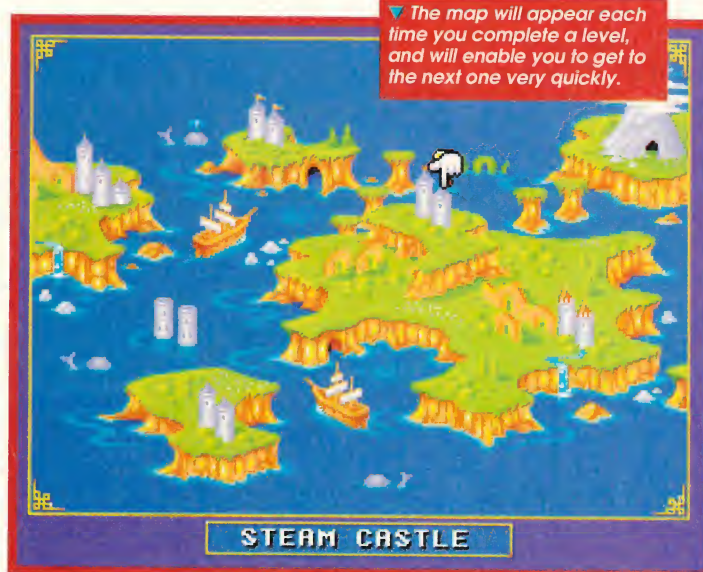 ▼ The map will appear each
time you complete a level,
and will enable you to get to
the next one very quickly.
STEAM CASTLE